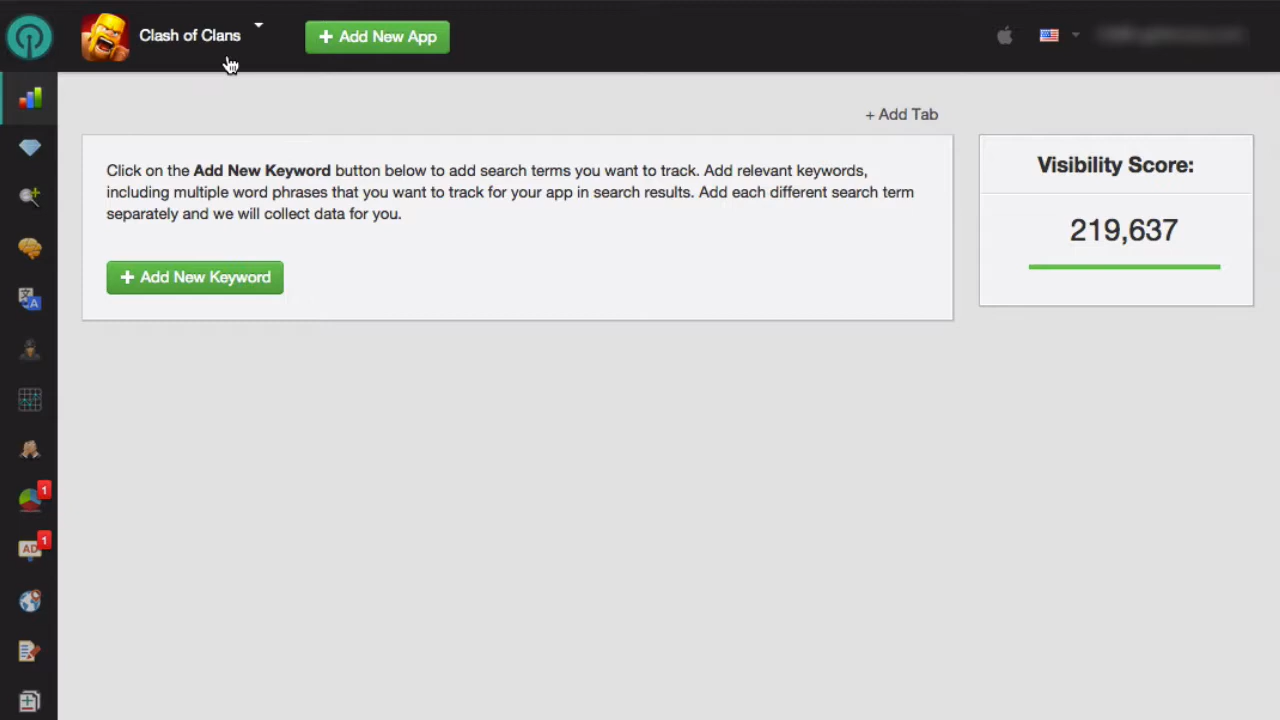 Clash of Clans
+ Add New App
+ Add Tab
Click on the Add New Keyword button below to add search terms you want to track. Add relevant keywords,
including multiple word phrases that you want to track for your app in search results. Add each different search term
separately and we will collect data for you.
+ Add New Keyword
Visibility Score:
219,637
A
1
1
AD